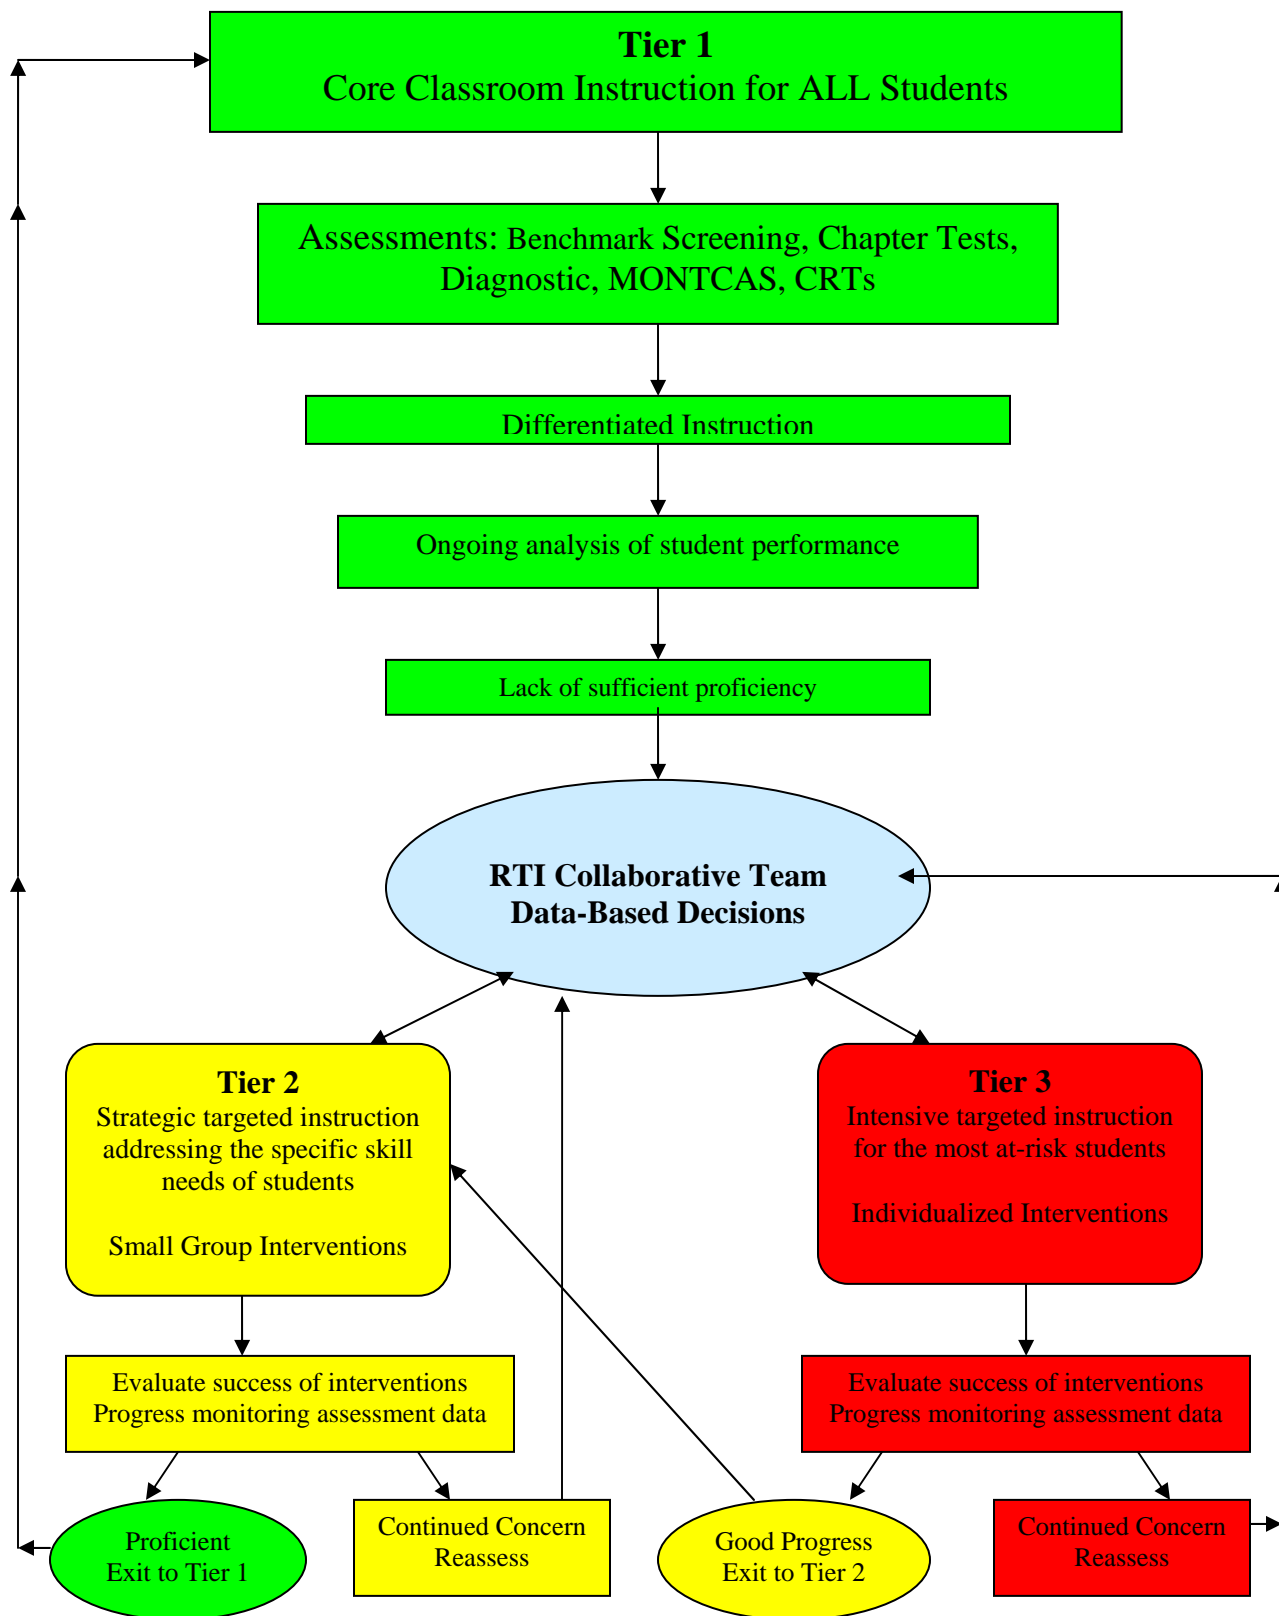 Tier 1
Core Classroom Instruction for ALL Students
Assessments: Benchmark Screening, Chapter Tests,
Diagnostic, MONTCAS, CRTs
Differentiated Instruction
Ongoing analysis of student performance
Lack of sufficient proficiency
RTI Collaborative Team
Data-Based Decisions
Tier 2
Strategic targeted instruction
addressing the specific skill
needs of students
Small Group Interventions
Tier 3
Intensive targeted instruction
for the most at-risk students
Individualized Interventions
Evaluate success of interventions
Progress monitoring assessment data
Evaluate success of interventions
Progress monitoring assessment data
Proficient
Exit to Tier 1
Continued Concern
Reassess
Good Progress
Exit to Tier 2
Continued Concern
Reassess